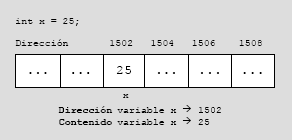 int x = 25;
Dirección 1502 1504 1506 1508
... ... 25 ... ... ...
x
Dirección variable x → 1502
Contenido variable x → 25